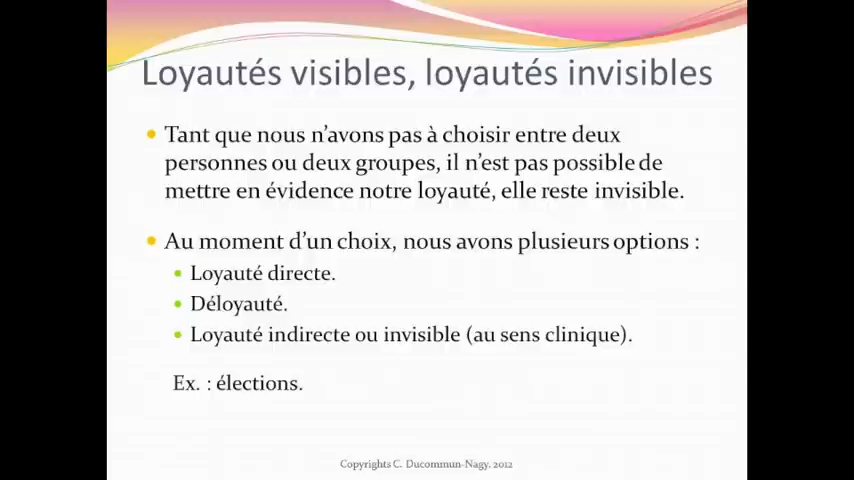 Loyautés visibles, loyautés invisibles
Tant que nous n'avons pas à choisir entre deux
personnes ou deux groupes, il n'est pas possible de
mettre en évidence notre loyauté, elle reste invisible.
Au moment d'un choix, nous avons plusieurs options :
Loyauté directe.
Déloyauté.
Loyauté indirecte ou invisible (au sens clinique).
Ex. : élections.
Copyrights C. Ducommun-Nagy, 2012